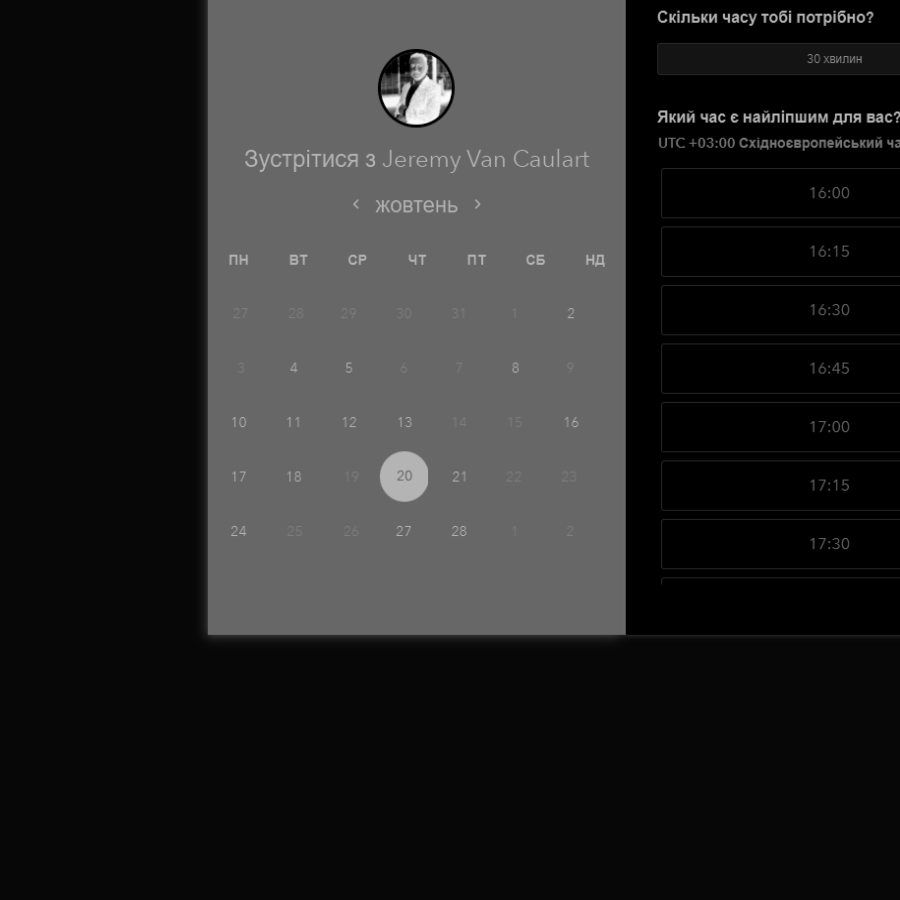 Зустрітися з Jeremy Van Caulart
жовтень
ПН ВТ СР ЧТ ПТ СБ НД
27 28 29 30 31 1 2
3 4 5 6 7 8 9
10 11 12 13 14 15 16
17 18 19 20 21 22 23
24 25 26 27 28 1 2
Скільки часу тобі потрібно?
30 хвилин
Який час є найліпшим для вас?
UTC +03:00 Східноєвропейський ча
16:00
16:15
16:30
16:45
17:00
17:15
17:30